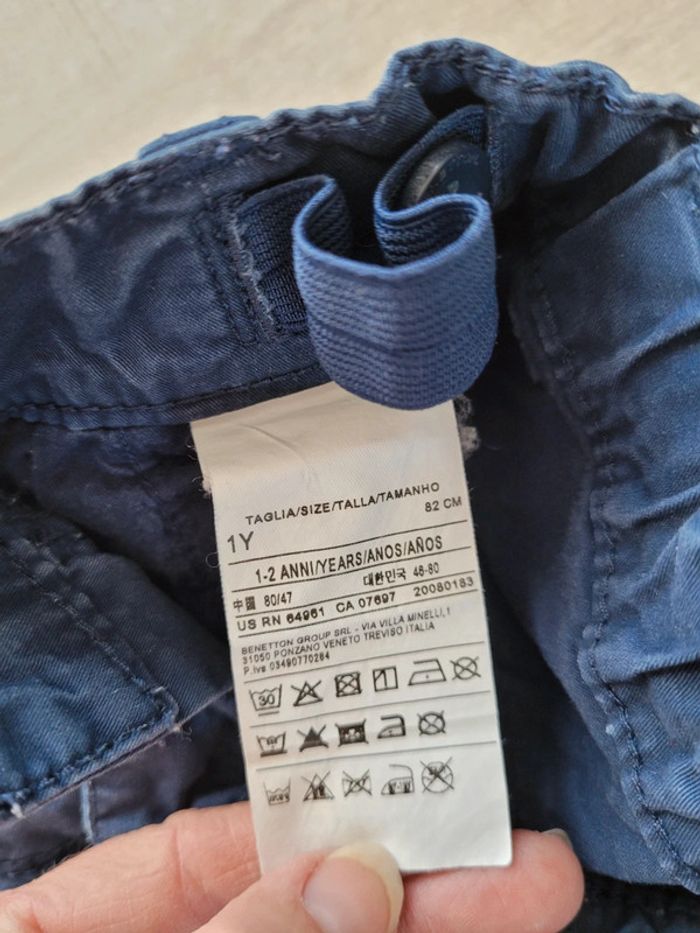 TAGLIA/SIZE/TALLA/TAMANHO
1Y 82 CM
1-2 ANNI/YEARS/ANOS/AÑOS
中國 80/47 대한민국 48-80
US RN 64961 CA 07697 20080183
BENETTON GROUP SRL - VIA VILLA MINELLI,1
31050 PONZANO VENETO TREVISO ITALIA
P.iva 03490770264
30